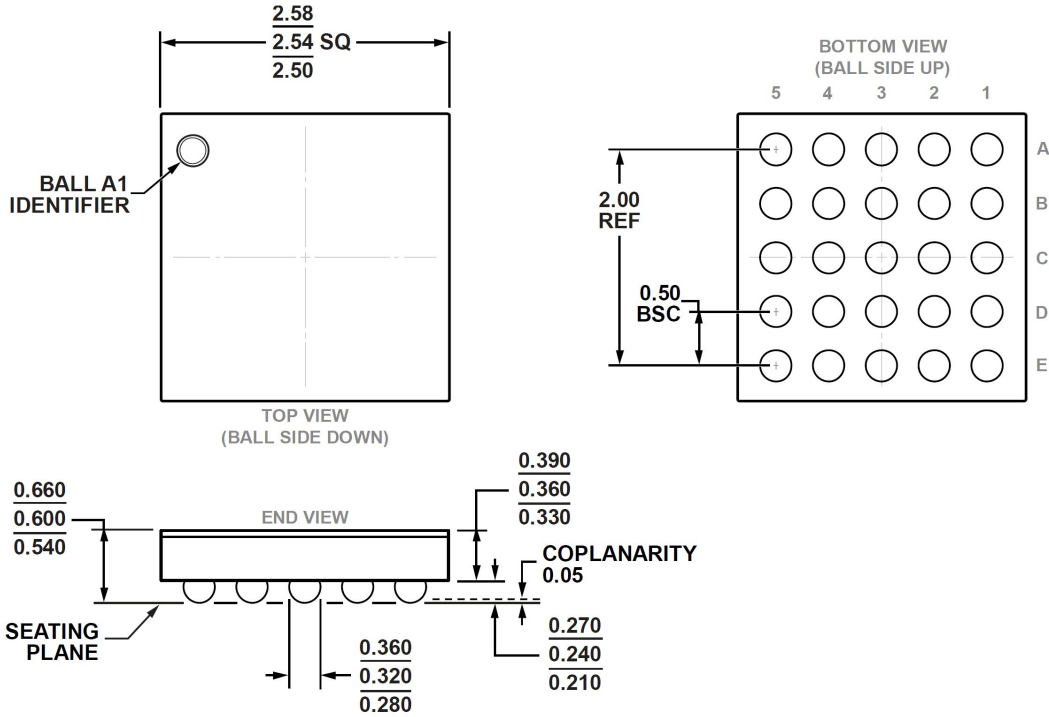 2.58
2.54 SQ
2.50
BALL A1
IDENTIFIER
TOP VIEW
(BALL SIDE DOWN)
BOTTOM VIEW
(BALL SIDE UP)
5 4 3 2 1
A
B
C
D
E
2.00
REF
0.50
BSC
0.660
0.600
0.540
END VIEW
0.390
0.360
0.330
COPLANARITY
0.05
SEATING
PLANE
0.360
0.320
0.280
0.270
0.240
0.210